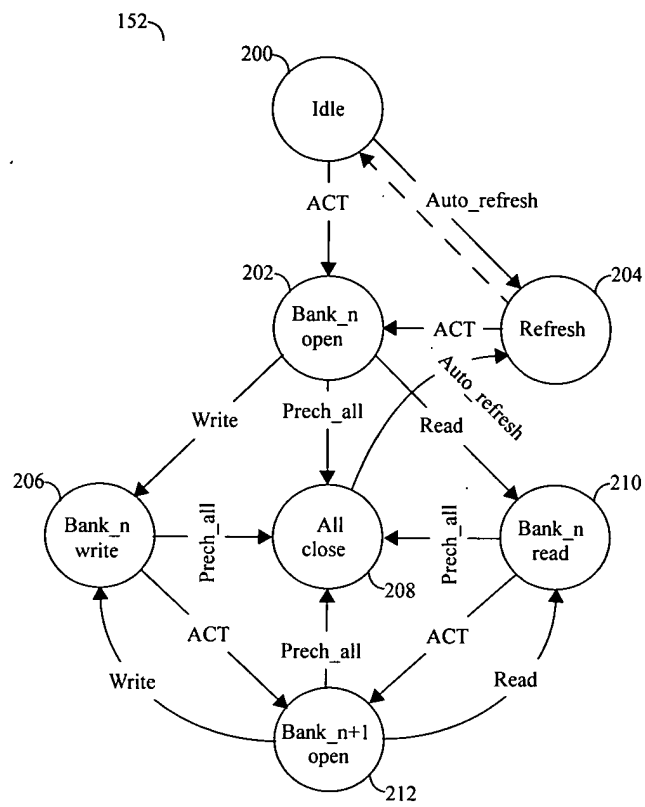 152
200
Idle
ACT
Auto_refresh
202
204
Bank_n
open
ACT
Refresh
Auto_refresh
Write
Prech_all
Read
206
210
Bank_n
write
Prech_all
All
close
Prech_all
Bank_n
read
208
ACT
Prech_all
ACT
Write
Read
Bank_n+1
open
212